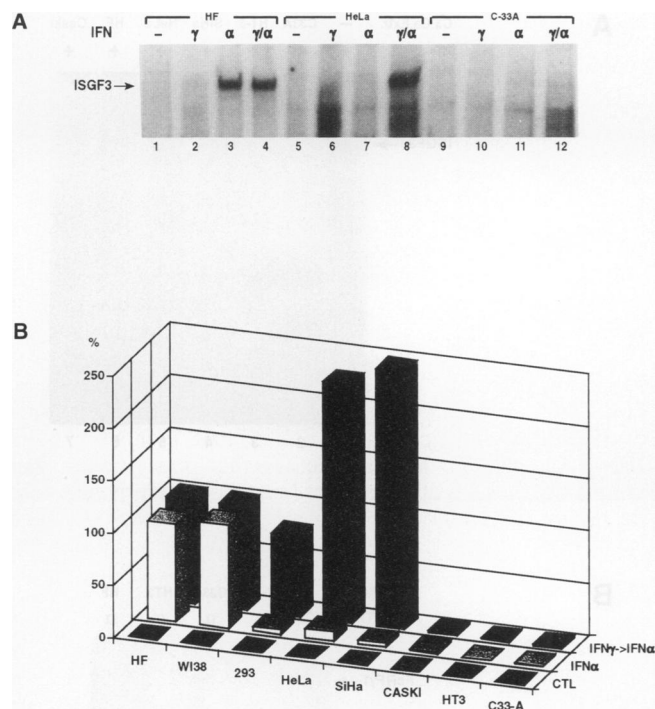 A
HF HeLa C-33A
IFN – γ α γ/α – γ α γ/α – γ α γ/α
ISGF3
1 2 3 4 5 6 7 8 9 10 11 12
B
%
250
200
150
100
50
0
HF
WI38
293
HeLa
SiHa
CASKI
HT3
C33-A
IFNγ->IFNα
IFNα
CTL